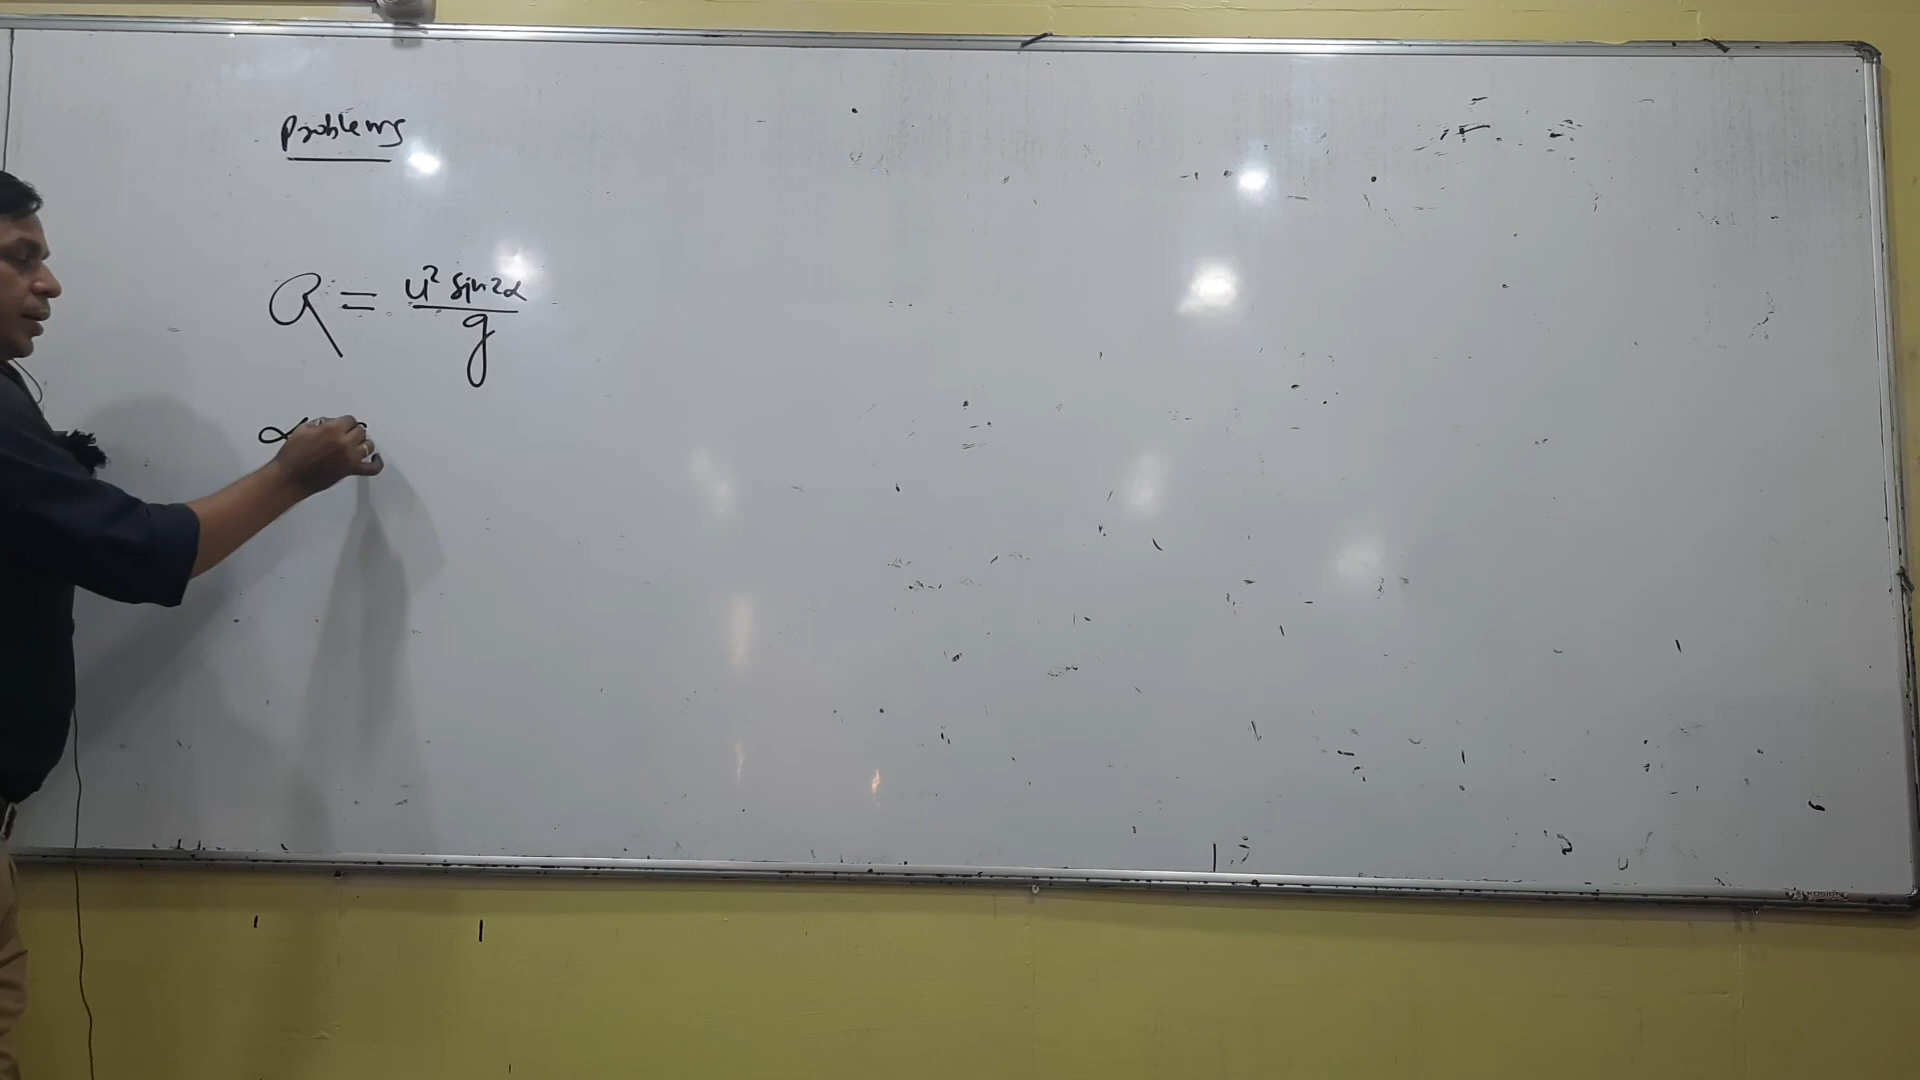 Problems
R = u² sin2α / g
α